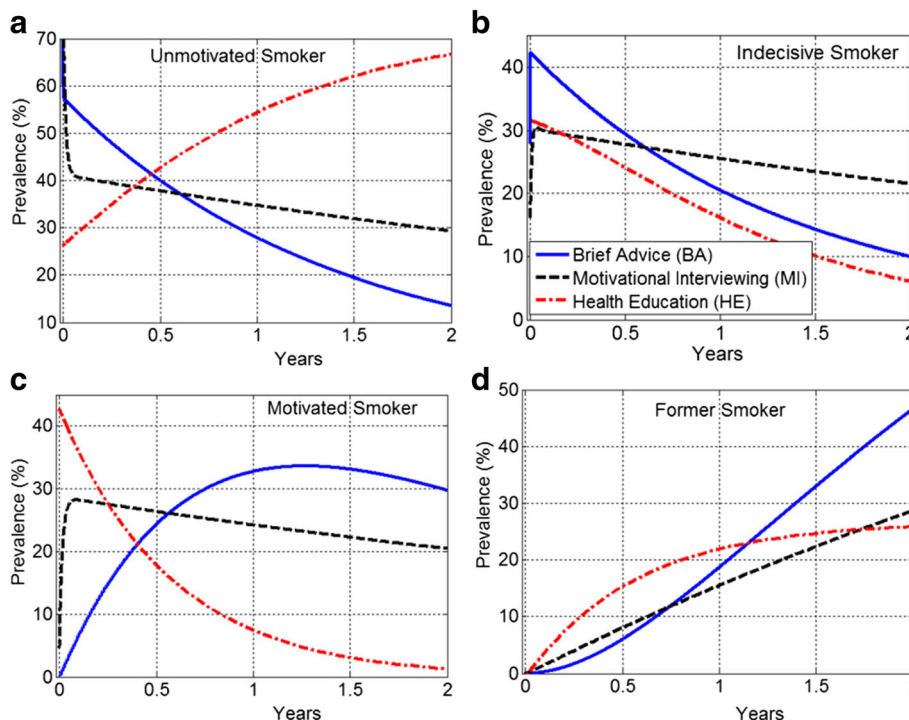 a
Unmotivated Smoker
Prevalence (%)
70
60
50
40
30
20
10
0
0.5
1
1.5
2
Years
b
Indecisive Smoker
Prevalence (%)
40
30
20
10
0
Brief Advice (BA)
Motivational Interviewing (MI)
Health Education (HE)
0
0.5
1
1.5
2
Years
c
Motivated Smoker
Prevalence (%)
40
30
20
10
0
0
0.5
1
1.5
2
Years
d
Former Smoker
Prevalence (%)
50
40
30
20
10
0
0
0.5
1
1.5
2
Years